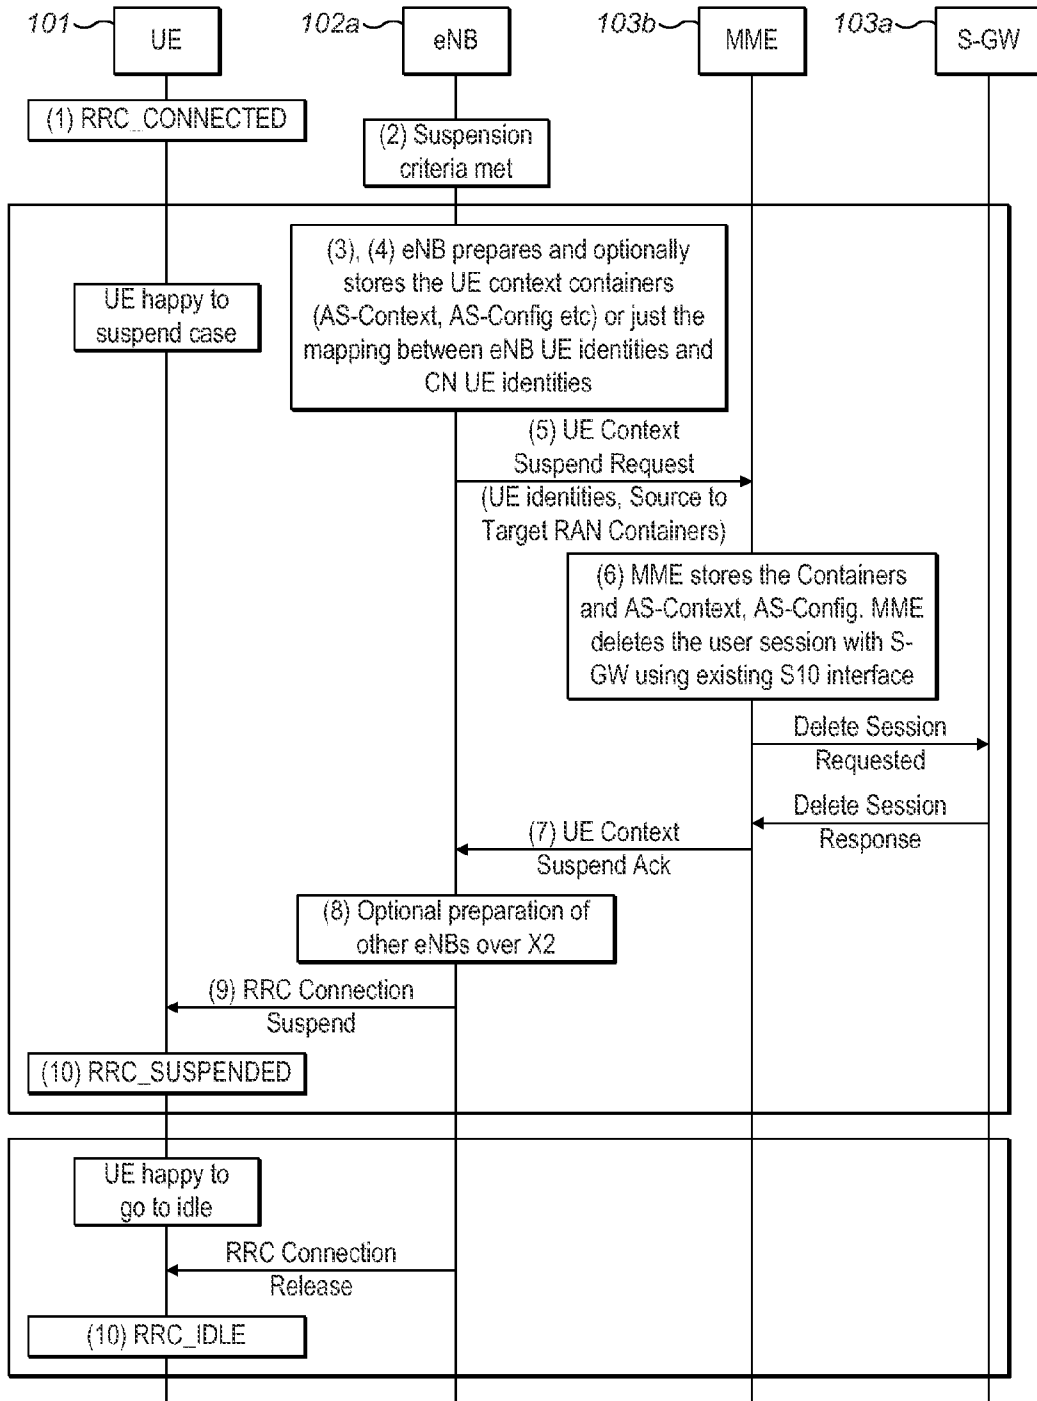 101
UE
102a
eNB
103b
MME
103a
S-GW
(1) RRC_CONNECTED
(2) Suspension
criteria met
(3), (4) eNB prepares and optionally
stores the UE context containers
(AS-Context, AS-Config etc) or just the
mapping between eNB UE identities and
CN UE identities
UE happy to
suspend case
(5) UE Context
Suspend Request
(UE identities, Source to
Target RAN Containers)
(6) MME stores the Containers
and AS-Context, AS-Config. MME
deletes the user session with S-
GW using existing S10 interface
Delete Session
Requested
Delete Session
Response
(7) UE Context
Suspend Ack
(8) Optional preparation of
other eNBs over X2
(9) RRC Connection
Suspend
(10) RRC_SUSPENDED
UE happy to
go to idle
RRC Connection
Release
(10) RRC_IDLE